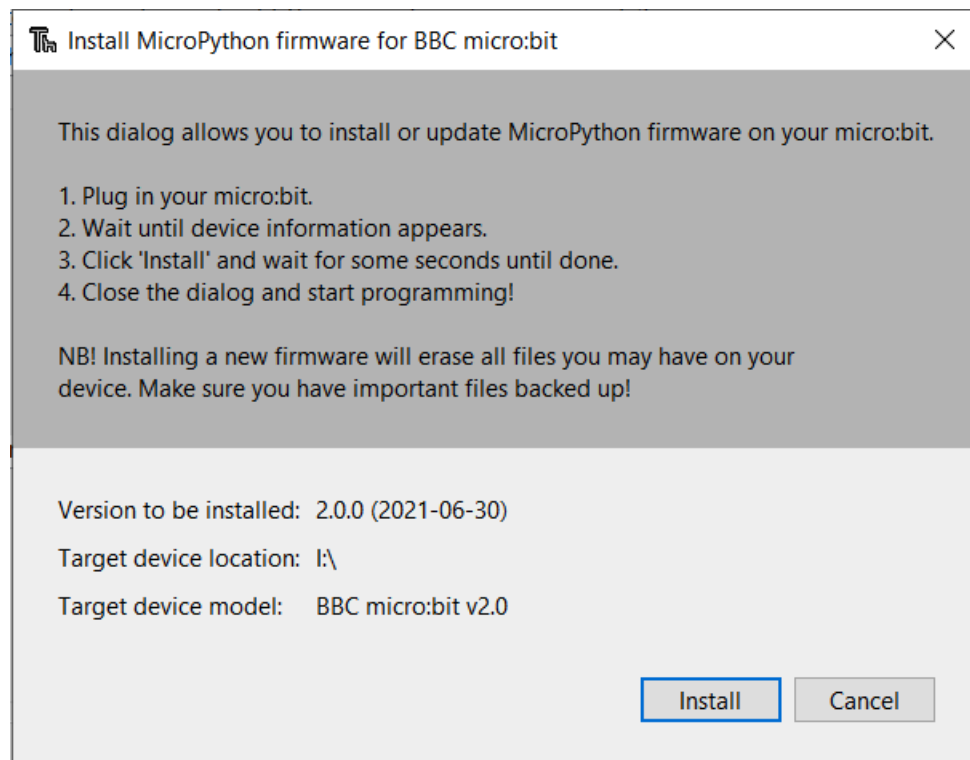 Install MicroPython firmware for BBC micro:bit
This dialog allows you to install or update MicroPython firmware on your micro:bit.
1. Plug in your micro:bit.
2. Wait until device information appears.
3. Click 'Install' and wait for some seconds until done.
4. Close the dialog and start programming!
NB! Installing a new firmware will erase all files you may have on your
device. Make sure you have important files backed up!
Version to be installed: 2.0.0 (2021-06-30)
Target device location: I:\
Target device model: BBC micro:bit v2.0
Install Cancel